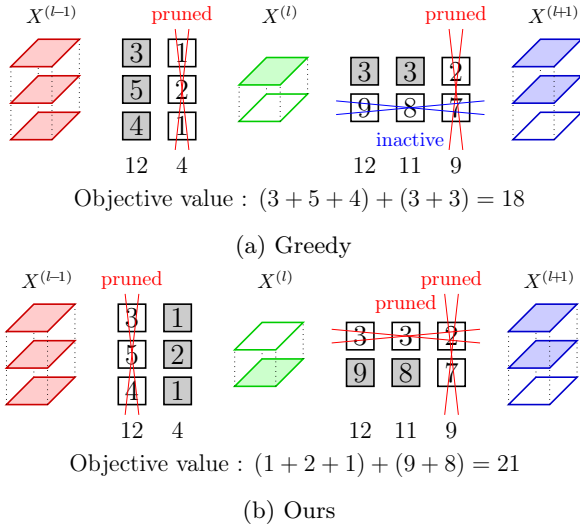 X^(l–1) pruned X^(l) pruned X^(l+1)
3 1 3 3 2
5 2 9 8 7
4 1 inactive
12 4 12 11 9
Objective value : (3 + 5 + 4) + (3 + 3) = 18
(a) Greedy
X^(l–1) pruned X^(l) pruned X^(l+1)
pruned
3 1 3 3 2
5 2 9 8 7
4 1
12 4 12 11 9
Objective value : (1 + 2 + 1) + (9 + 8) = 21
(b) Ours